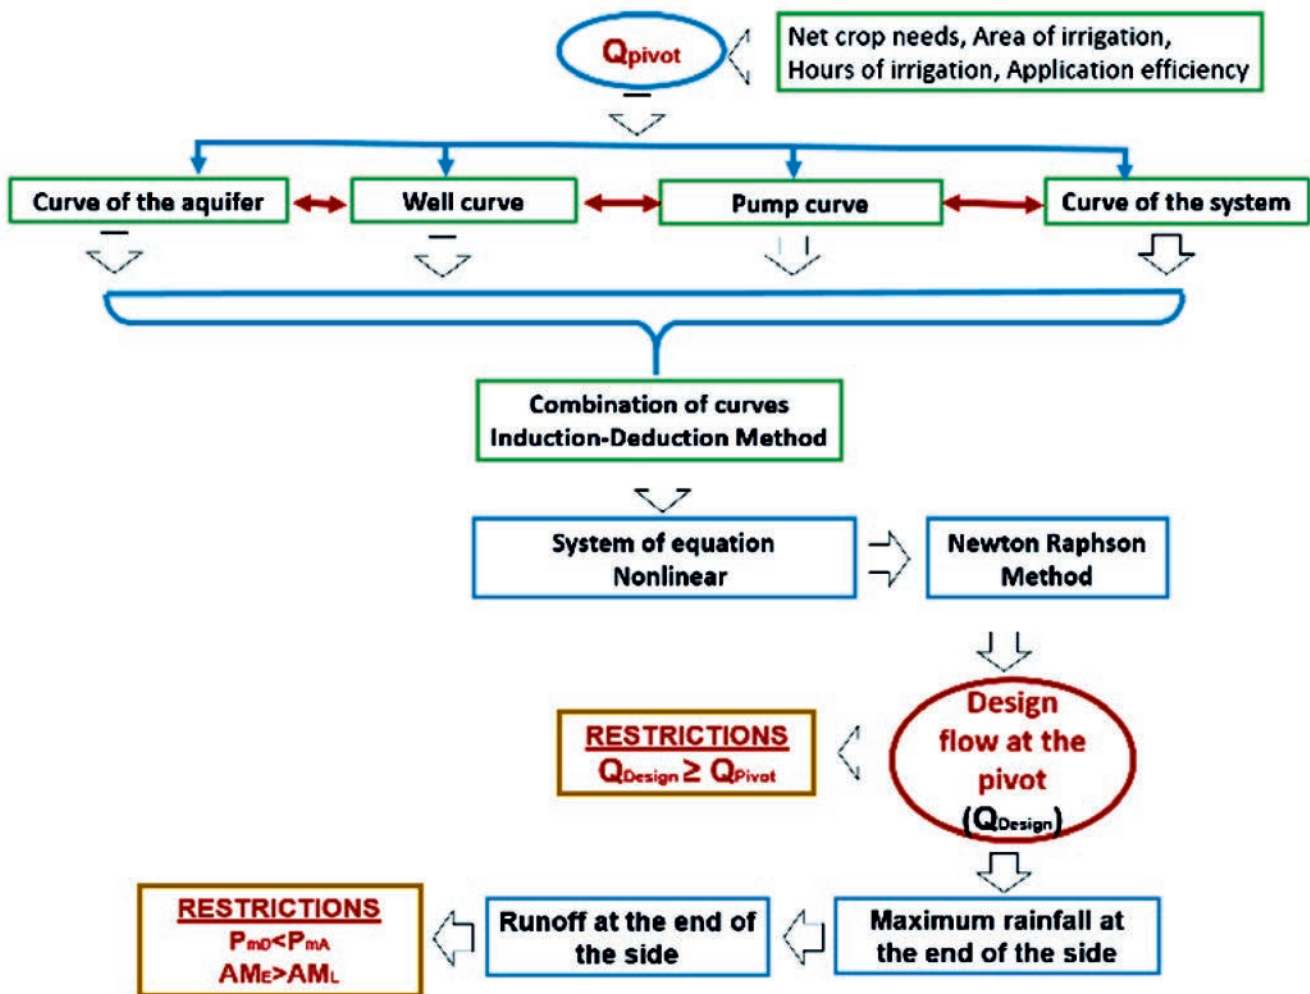 Qpivot
Net crop needs, Area of irrigation,
Hours of irrigation, Application efficiency
Curve of the aquifer
Well curve
Pump curve
Curve of the system
Combination of curves
Induction-Deduction Method
System of equation
Nonlinear
Newton Raphson
Method
Design
flow at the
pivot
(QDesign)
RESTRICTIONS
QDesign ≥ QPivot
RESTRICTIONS
PmD<PmA
AME>AML
Runoff at the end of
the side
Maximum rainfall at
the end of the side